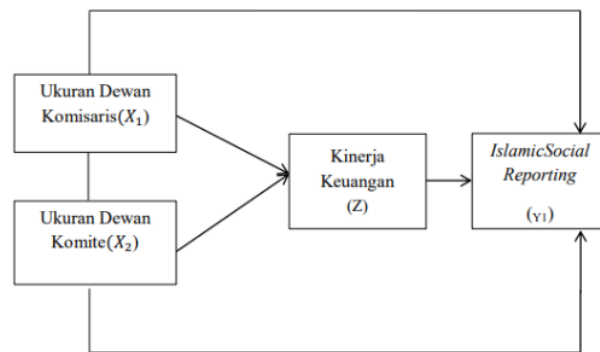 Ukuran Dewan
Komisaris(𝑋1)
Ukuran Dewan
Komite(𝑋2)
Kinerja
Keuangan
(Z)
IslamicSocial
Reporting
(Y1)